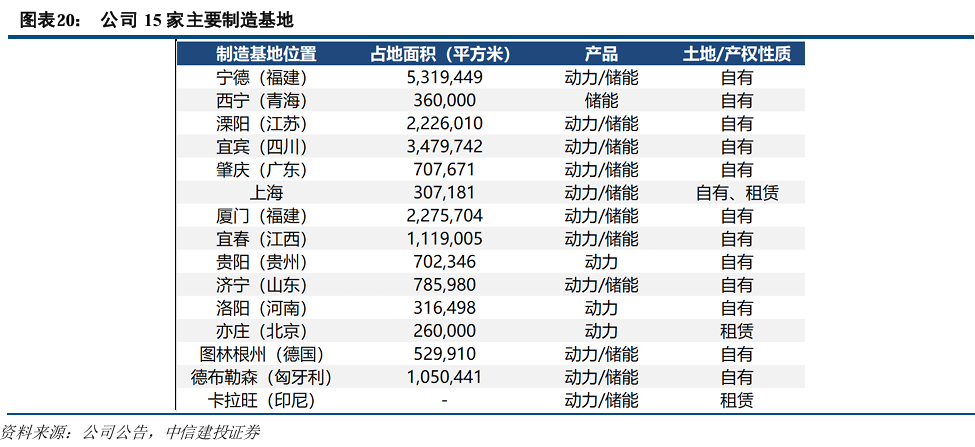 图表20： 公司 15 家主要制造基地
制造基地位置 占地面积（平方米） 产品 土地/产权性质
宁德（福建） 5,319,449 动力/储能 自有
西宁（青海） 360,000 储能 自有
溧阳（江苏） 2,226,010 动力/储能 自有
宜宾（四川） 3,479,742 动力/储能 自有
肇庆（广东） 707,671 动力/储能 自有
上海 307,181 动力/储能 自有、租赁
厦门（福建） 2,275,704 动力/储能 自有
宜春（江西） 1,119,005 动力/储能 自有
贵阳（贵州） 702,346 动力 自有
济宁（山东） 785,980 动力/储能 自有
洛阳（河南） 316,498 动力 自有
亦庄（北京） 260,000 动力 租赁
图林根州（德国） 529,910 动力/储能 自有
德布勒森（匈牙利） 1,050,441 动力/储能 自有
卡拉旺（印尼） - 动力/储能 租赁
资料来源：公司公告，中信建投证券